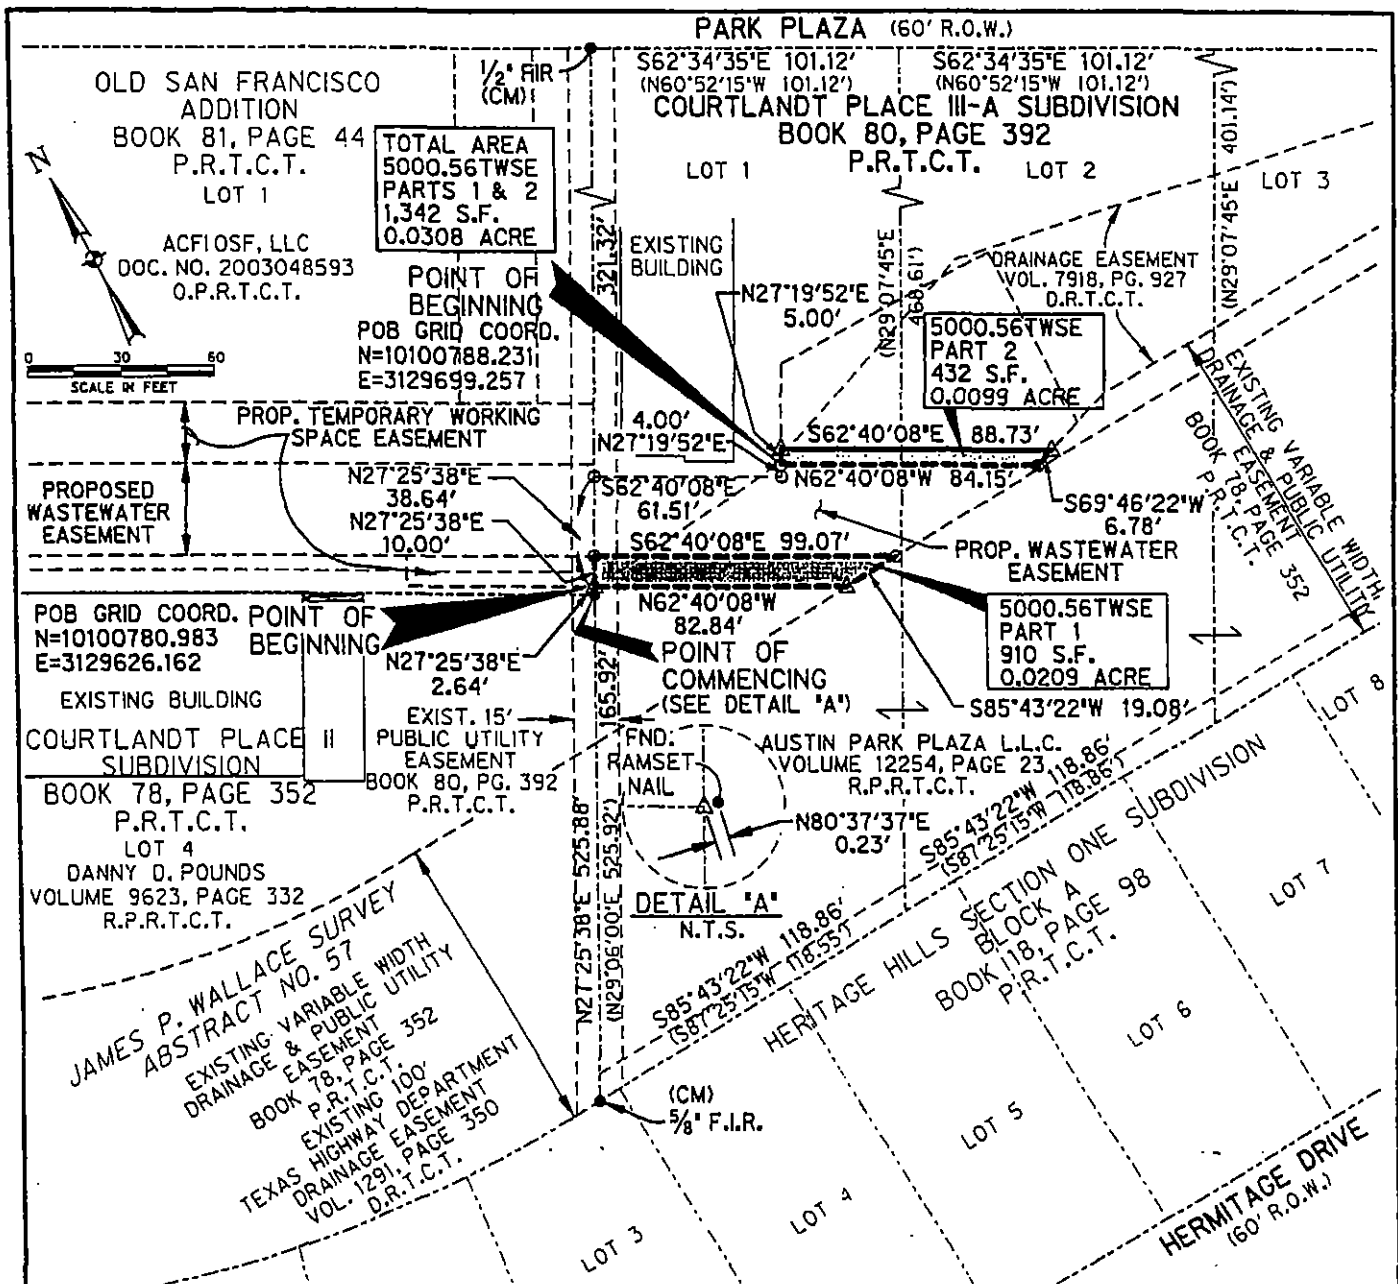 PARK PLAZA (60' R.O.W.)
OLD SAN FRANCISCO
ADDITION
BOOK 81, PAGE 44
P.R.T.C.T.
LOT 1
ACFI OSF, LLC
DOC. NO. 2003048593
O.P.R.T.C.T.
1/2" FIR
(CM)
S62°34'35"E 101.12'
(N60°52'15"W 101.12')
S62°34'35"E 101.12'
(N60°52'15"W 101.12')
COURTLANDT PLACE III-A SUBDIVISION
BOOK 80, PAGE 392
P.R.T.C.T.
LOT 1
LOT 2
LOT 3
(N29°07'45"E 401.14')
N
0 30 60
SCALE IN FEET
TOTAL AREA
5000.56TWSE
PARTS 1 & 2
1,342 S.F.
0.0308 ACRE
321.32'
EXISTING
BUILDING
POINT OF
BEGINNING
POB GRID COORD.
N=10100788.231
E=3129699.257
N27°19'52"E
5.00'
(N29°07'45"E 468.61')
DRAINAGE EASEMENT
VOL. 7918, PG. 927
D.R.T.C.T.
5000.56TWSE
PART 2
432 S.F.
0.0099 ACRE
EXISTING VARIABLE WIDTH,
DRAINAGE & PUBLIC UTILITY
EASEMENT
BOOK 78, PAGE 352
P.R.T.C.T.
PROP. TEMPORARY WORKING
SPACE EASEMENT
4.00'
N27°19'52"E
S62°40'08"E 88.73'
N62°40'08"W 84.15'
S69°46'22"W
6.78'
PROPOSED
WASTEWATER
EASEMENT
N27°25'38"E
38.64'
N27°25'38"E
10.00'
S62°40'08"E
61.51'
S62°40'08"E 99.07'
PROP. WASTEWATER
EASEMENT
N62°40'08"W
82.84'
5000.56TWSE
PART 1
910 S.F.
0.0209 ACRE
POB GRID COORD.
N=10100780.983
E=3129626.162
POINT OF
BEGINNING
N27°25'38"E
2.64'
POINT OF
COMMENCING
(SEE DETAIL "A")
S85°43'22"W 19.08'
EXISTING BUILDING
COURTLANDT PLACE II
SUBDIVISION
BOOK 78, PAGE 352
P.R.T.C.T.
LOT 4
DANNY D. POUNDS
VOLUME 9623, PAGE 332
R.P.R.T.C.T.
EXIST. 15'
PUBLIC UTILITY
EASEMENT
BOOK 80, PG. 392
P.R.T.C.T.
165.92'
FND.
RAMSET
NAIL
N80°37'37"E
0.23'
DETAIL "A"
N.T.S.
AUSTIN PARK PLAZA L.L.C.
VOLUME 12254, PAGE 23
R.P.R.T.C.T.
S85°43'22"W 118.86'
(S87°25'15"W 118.86')
N27°25'38"E 525.88'
(N29°06'00"E 525.92')
S85°43'22"W 118.86'
(S87°25'15"W 118.55')
JAMES P. WALLACE SURVEY
ABSTRACT NO. 57
EXISTING VARIABLE WIDTH
DRAINAGE & PUBLIC UTILITY
EASEMENT
BOOK 78, PAGE 352
P.R.T.C.T.
EXISTING 100'
TEXAS HIGHWAY DEPARTMENT
DRAINAGE EASEMENT
VOL. 1291, PAGE 350
D.R.T.C.T.
(CM)
5/8" F.I.R.
HERITAGE HILLS SECTION ONE SUBDIVISION
BLOCK A
BOOK 118, PAGE 98
P.R.T.C.T.
LOT 8
LOT 7
LOT 6
LOT 5
LOT 4
LOT 3
HERMITAGE DRIVE
(60' R.O.W.)